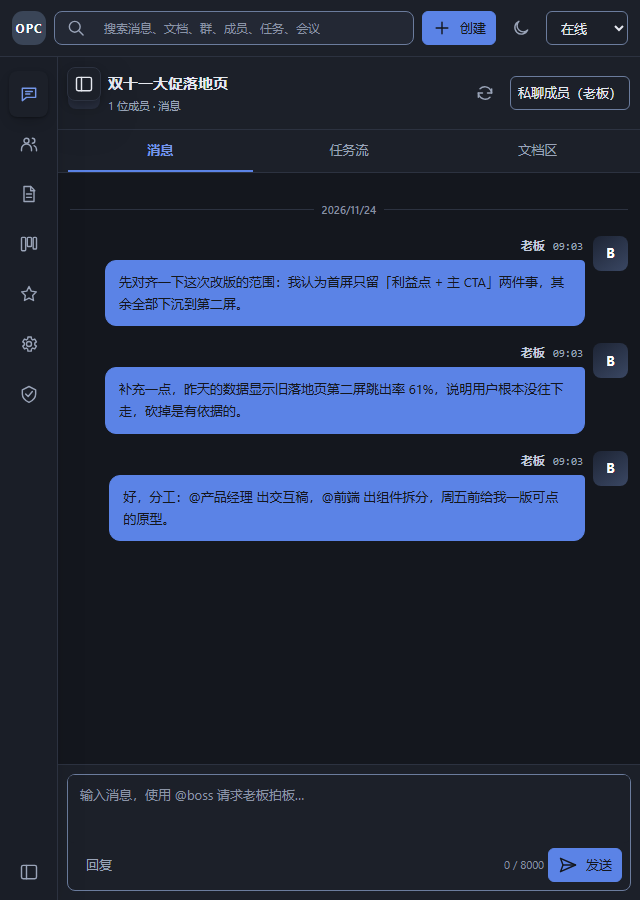 OPC
搜索消息、文档、群、成员、任务、会议
创建
在线
双十一大促落地页
1 位成员 · 消息
私聊成员（老板）
消息
任务流
文档区
2026/11/24
老板 09:03
B
先对齐一下这次改版的范围：我认为首屏只留「利益点 + 主 CTA」两件事，其
余全部下沉到第二屏。
老板 09:03
B
补充一点，昨天的数据显示旧落地页第二屏跳出率 61%，说明用户根本没往下
走，砍掉是有依据的。
老板 09:03
B
好，分工：@产品经理 出交互稿，@前端 出组件拆分，周五前给我一版可点
的原型。
输入消息，使用 @boss 请求老板拍板...
回复
0 / 8000
发送